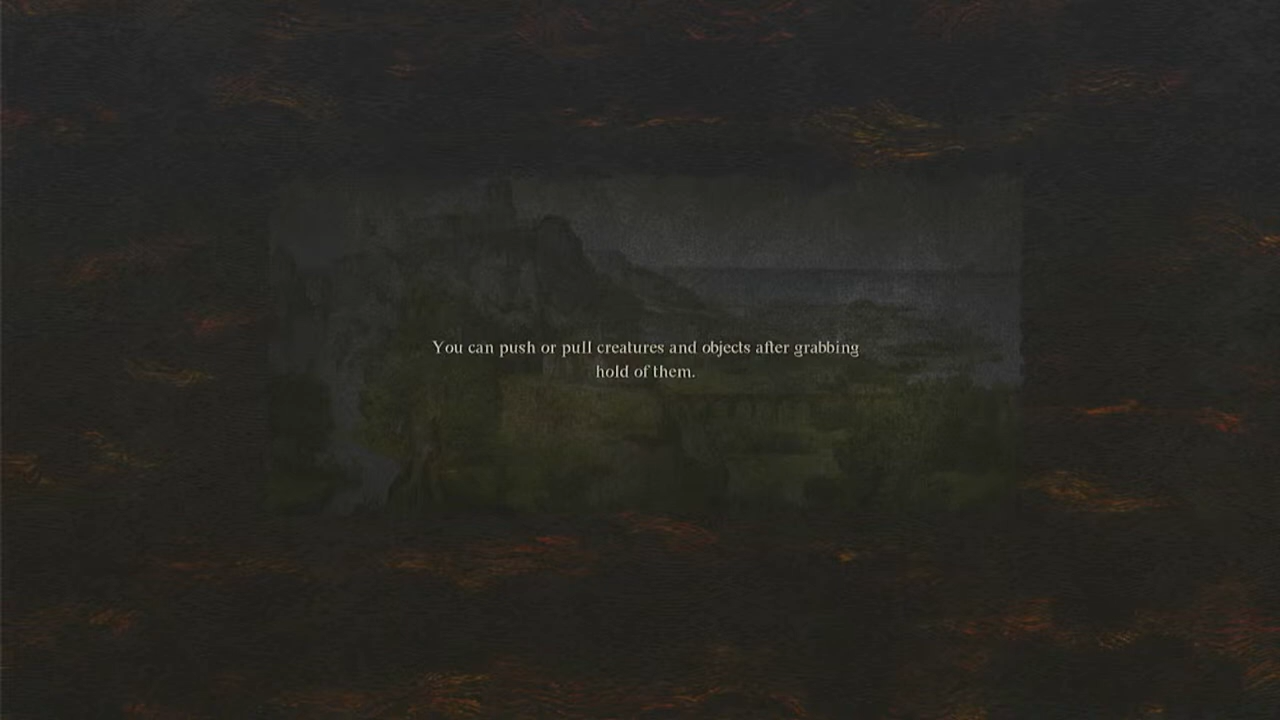 You can push or pull creatures and objects after grabbing
hold of them.